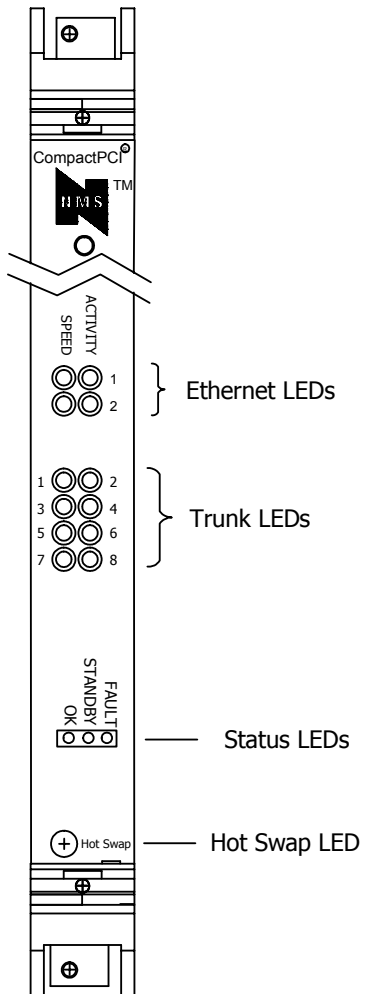 CompactPCI®
TM
NMS
SPEED ACTIVITY
1
2
Ethernet LEDs
1 2
3 4
5 6
7 8
Trunk LEDs
OK STANDBY FAULT
Status LEDs
Hot Swap
Hot Swap LED